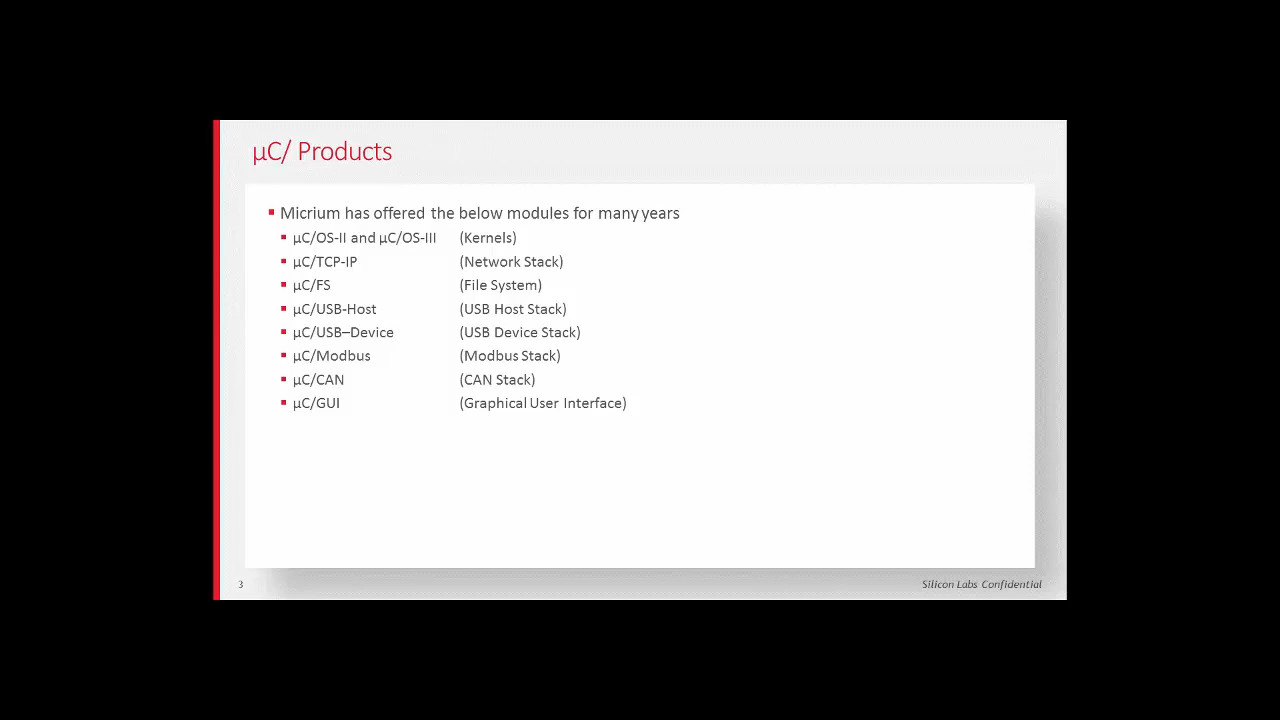 µC/ Products
▪ Micrium has offered the below modules for many years
▪ µC/OS-II and µC/OS-III (Kernels)
▪ µC/TCP-IP (Network Stack)
▪ µC/FS (File System)
▪ µC/USB-Host (USB Host Stack)
▪ µC/USB–Device (USB Device Stack)
▪ µC/Modbus (Modbus Stack)
▪ µC/CAN (CAN Stack)
▪ µC/GUI (Graphical User Interface)
3 Silicon Labs Confidential